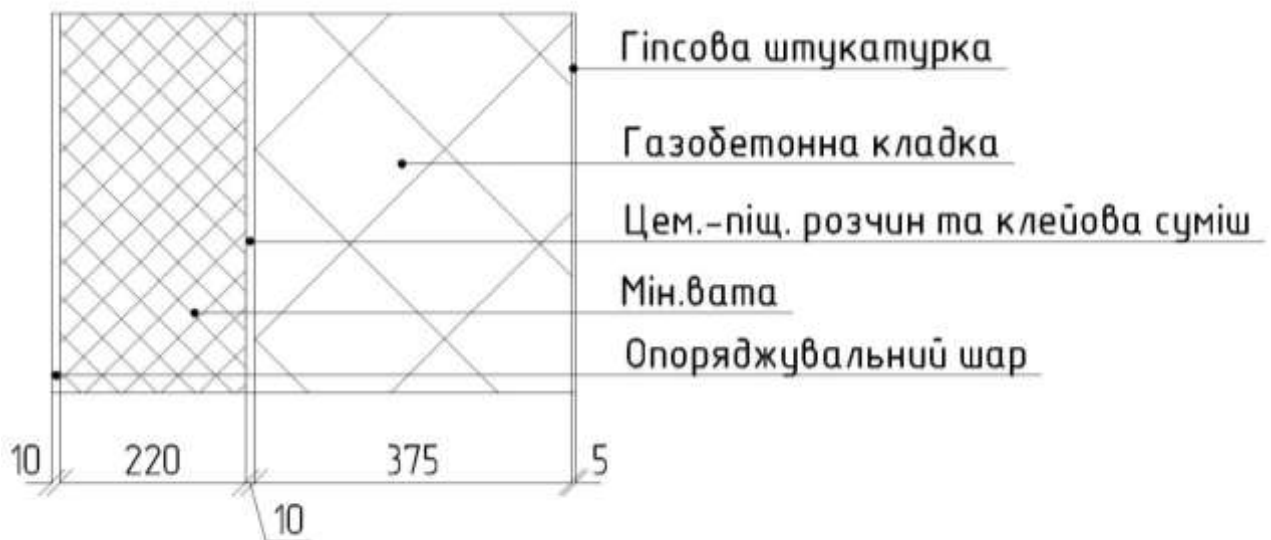 Гіпсова штукатурка
Газобетонна кладка
Цем.-піщ. розчин та клейова суміш
Мін.вата
Опоряджувальний шар
10 220 375 5
10